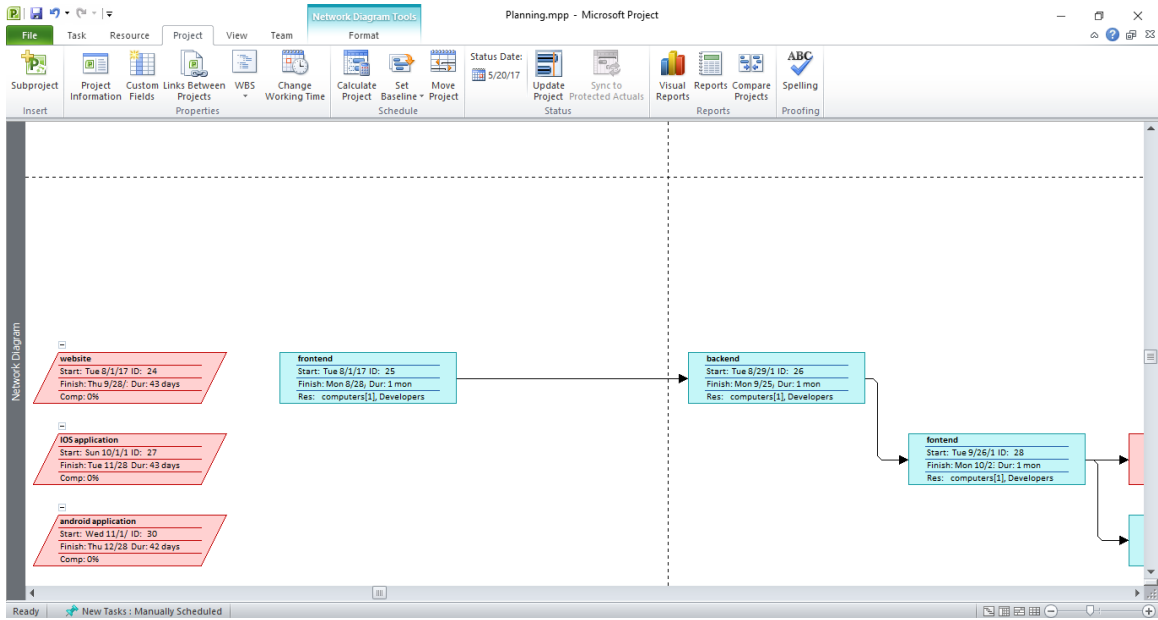 Network Diagram Tools
Planning.mpp - Microsoft Project
File Task Resource Project View Team Format
Status Date:
5/20/17
Subproject
Project Information
Custom Fields
Links Between Projects
WBS
Change Working Time
Calculate Project
Set Baseline
Move Project
Update Project
Sync to Protected Actuals
Visual Reports
Reports
Compare Projects
ABC
Spelling
Insert Properties Schedule Status Reports Proofing
Network Diagram
website
Start: Tue 8/1/17 ID: 24
Finish: Thu 9/28/ Dur: 43 days
Comp: 0%
frontend
Start: Tue 8/1/17 ID: 25
Finish: Mon 8/28, Dur: 1 mon
Res: computers[1], Developers
backend
Start: Tue 8/29/1 ID: 26
Finish: Mon 9/25, Dur: 1 mon
Res: computers[1], Developers
IOS application
Start: Sun 10/1/1 ID: 27
Finish: Tue 11/28 Dur: 43 days
Comp: 0%
fontend
Start: Tue 9/26/1 ID: 28
Finish: Mon 10/2: Dur: 1 mon
Res: computers[1], Developers
android application
Start: Wed 11/1/ ID: 30
Finish: Thu 12/28 Dur: 42 days
Comp: 0%
Ready New Tasks : Manually Scheduled